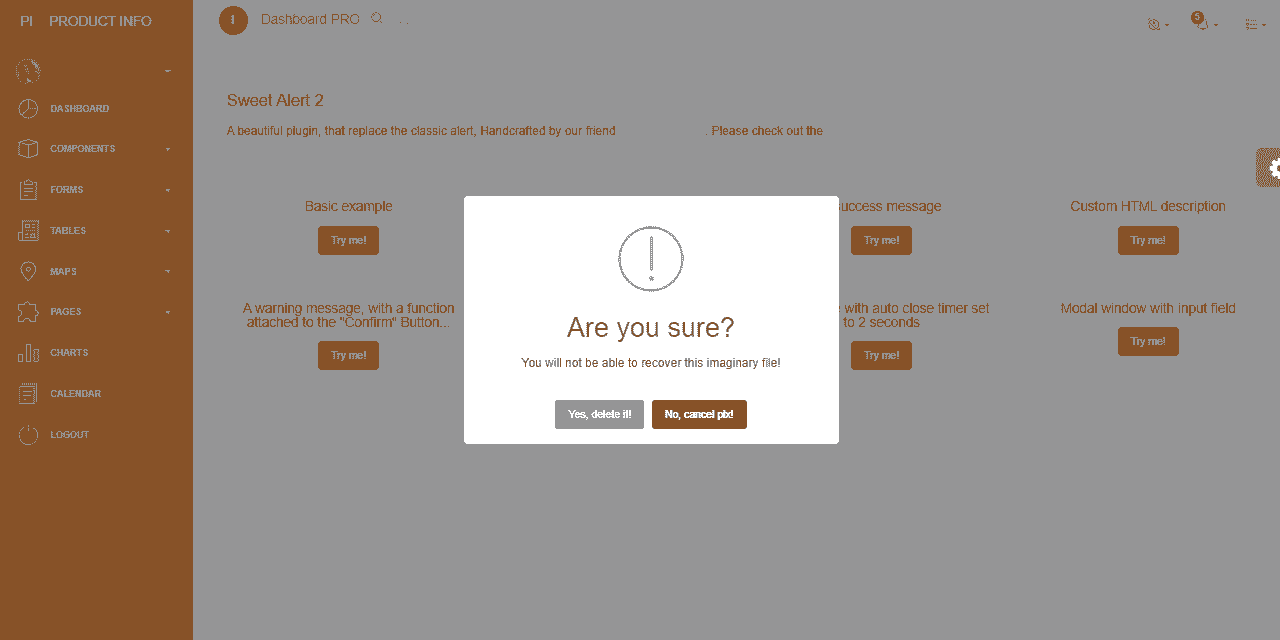 PI PRODUCT INFO
Dashboard PRO
5
DASHBOARD
COMPONENTS
FORMS
TABLES
MAPS
PAGES
CHARTS
CALENDAR
LOGOUT
Sweet Alert 2
A beautiful plugin, that replace the classic alert, Handcrafted by our friend . Please check out the
Basic example
Try me!
uccess message
Try me!
Custom HTML description
Try me!
A warning message, with a function
attached to the "Confirm" Button...
Try me!
with auto close timer set
to 2 seconds
Try me!
Modal window with input field
Try me!
Are you sure?
You will not be able to recover this imaginary file!
Yes, delete it!
No, cancel plx!